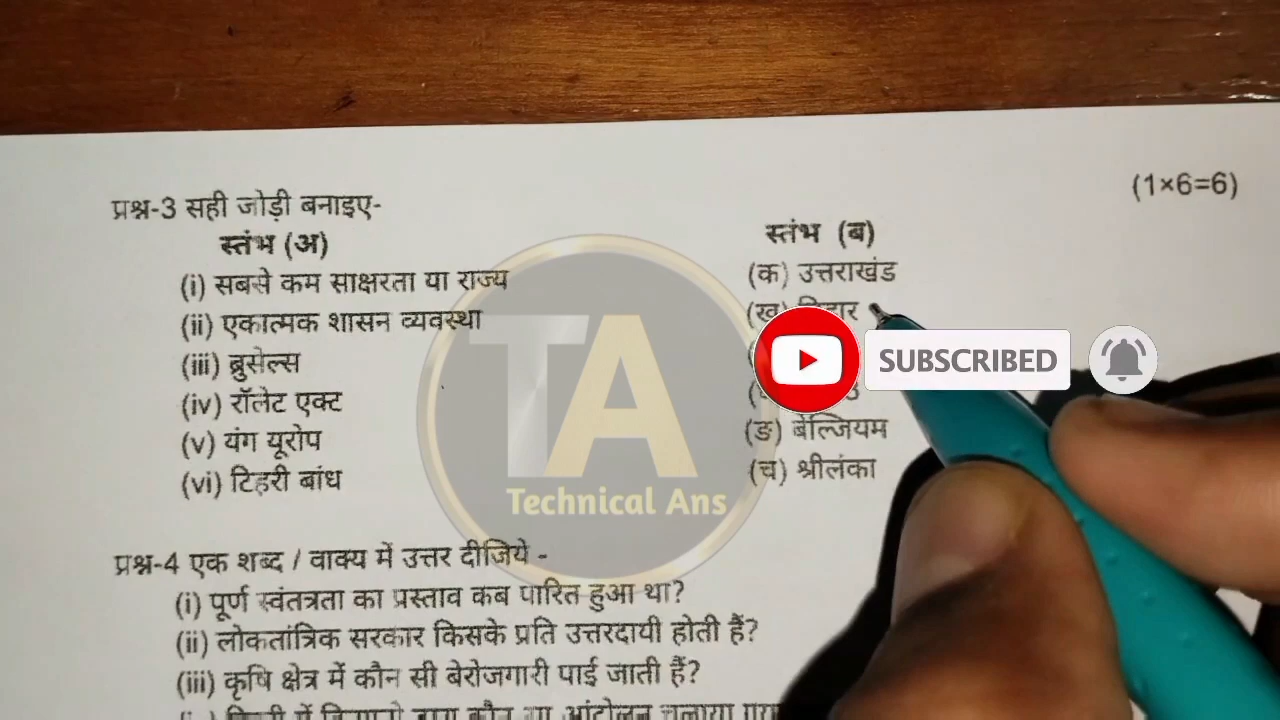 (1×6=6)
प्रश्न-3 सही जोड़ी बनाइए-
स्तंभ (अ) स्तंभ (ब)
(i) सबसे कम साक्षरता या राज्य (क) उत्तराखंड
(ii) एकात्मक शासन व्यवस्था (ख) बिहार
(iii) ब्रुसेल्स
SUBSCRIBED
(iv) रॉलेट एक्ट
(v) यंग यूरोप (ङ) बेल्जियम
(vi) टिहरी बांध (च) श्रीलंका
TA
Technical Ans
प्रश्न-4 एक शब्द / वाक्य में उत्तर दीजिये -
(i) पूर्ण स्वंतत्रता का प्रस्ताव कब पारित हुआ था?
(ii) लोकतांत्रिक सरकार किसके प्रति उत्तरदायी होती हैं?
(iii) कृषि क्षेत्र में कौन सी बेरोजगारी पाई जाती हैं?